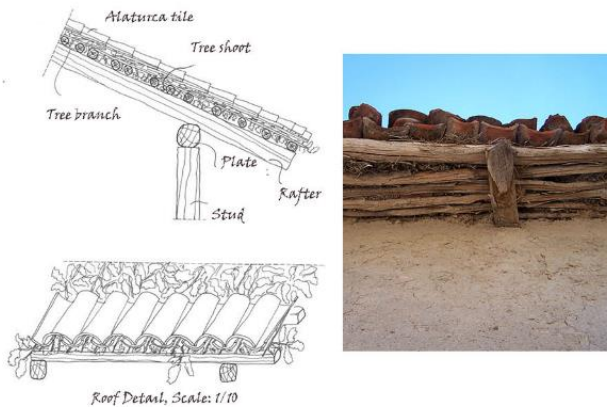 Alaturca tile
Tree shoot
Tree branch
Plate
Rafter
Stud
Roof Detail, Scale: 1/10